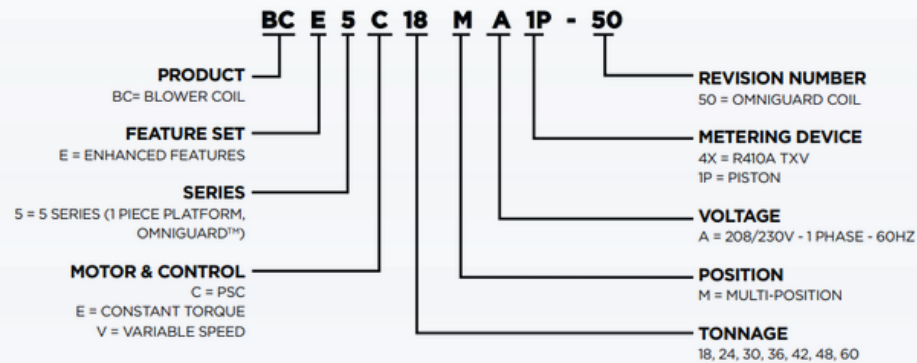 BC E 5 C 18 M A 1P - 50
PRODUCT
BC= BLOWER COIL
FEATURE SET
E = ENHANCED FEATURES
SERIES
5 = 5 SERIES (1 PIECE PLATFORM,
OMNIGUARD™)
MOTOR & CONTROL
C = PSC
E = CONSTANT TORQUE
V = VARIABLE SPEED
REVISION NUMBER
50 = OMNIGUARD COIL
METERING DEVICE
4X = R410A TXV
1P = PISTON
VOLTAGE
A = 208/230V - 1 PHASE - 60HZ
POSITION
M = MULTI-POSITION
TONNAGE
18, 24, 30, 36, 42, 48, 60